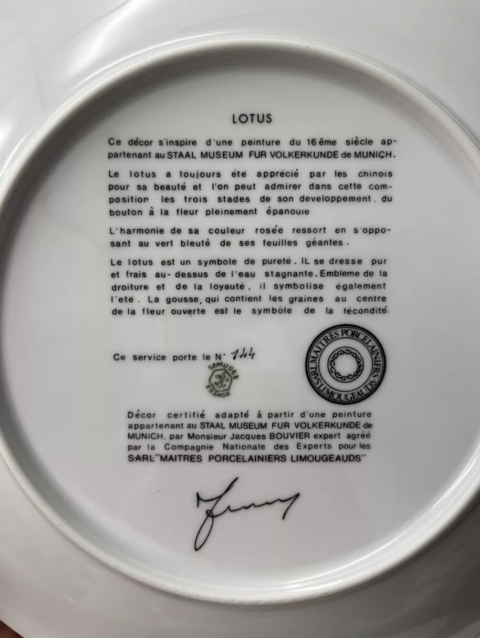 LOTUS
Ce décor s'inspire d'une peinture du 16ème siècle ap-
partenant au STAAL MUSEUM FUR VOLKERKUNDE de MUNICH.
Le lotus a toujours été apprécié par les chinois
pour sa beauté et l'on peut admirer dans cette com-
position les trois stades de son developpement. du
bouton à la fleur pleinement épanouie
L'harmonie de sa couleur rosée ressort en s'oppo-
sant au vert bleuté de ses feuilles géantes.
Le lotus est un symbole de pureté. IL se dresse pur
et frais au-dessus de l'eau stagnante. Emblème de la
droiture et de la loyauté, il symbolise également
l'été. La gousse, qui contient les graines au centre
de la fleur ouverte est le symbole de la fécondité.
Ce service porte le N° 144
LIMOGES
FRANCE
SARL MAITRES PORCELAINIERS LIMOUGEAUDS
Décor certifié adapté à partir d'une peinture
appartenant au STAAL MUSEUM FUR VOLKERKUNDE de
MUNICH, par Monsieur Jacques BOUVIER expert agréé
par la Compagnie Nationale des Experts pour les
SARL "MAITRES PORCELAINIERS LIMOUGEAUDS"